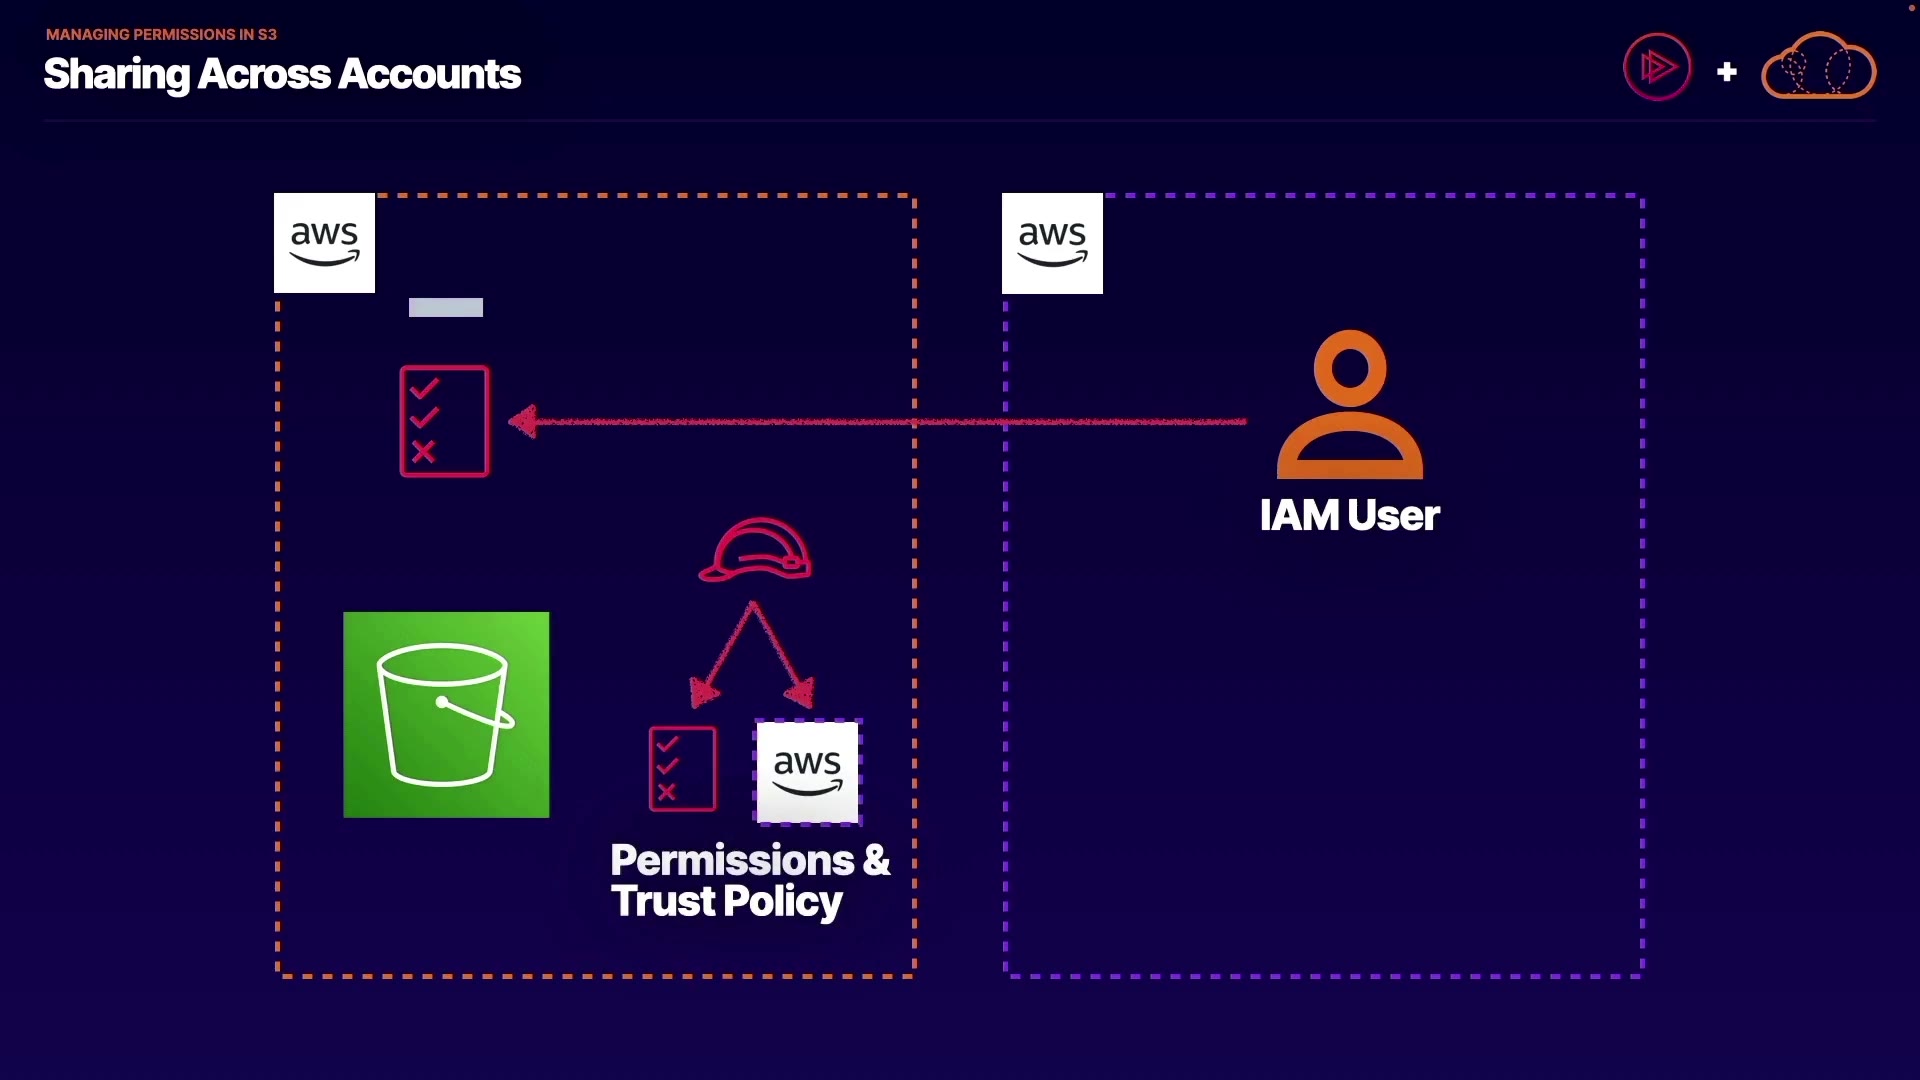 MANAGING PERMISSIONS IN S3
Sharing Across Accounts
+
aws
aws
IAM User
aws
Permissions &
Trust Policy